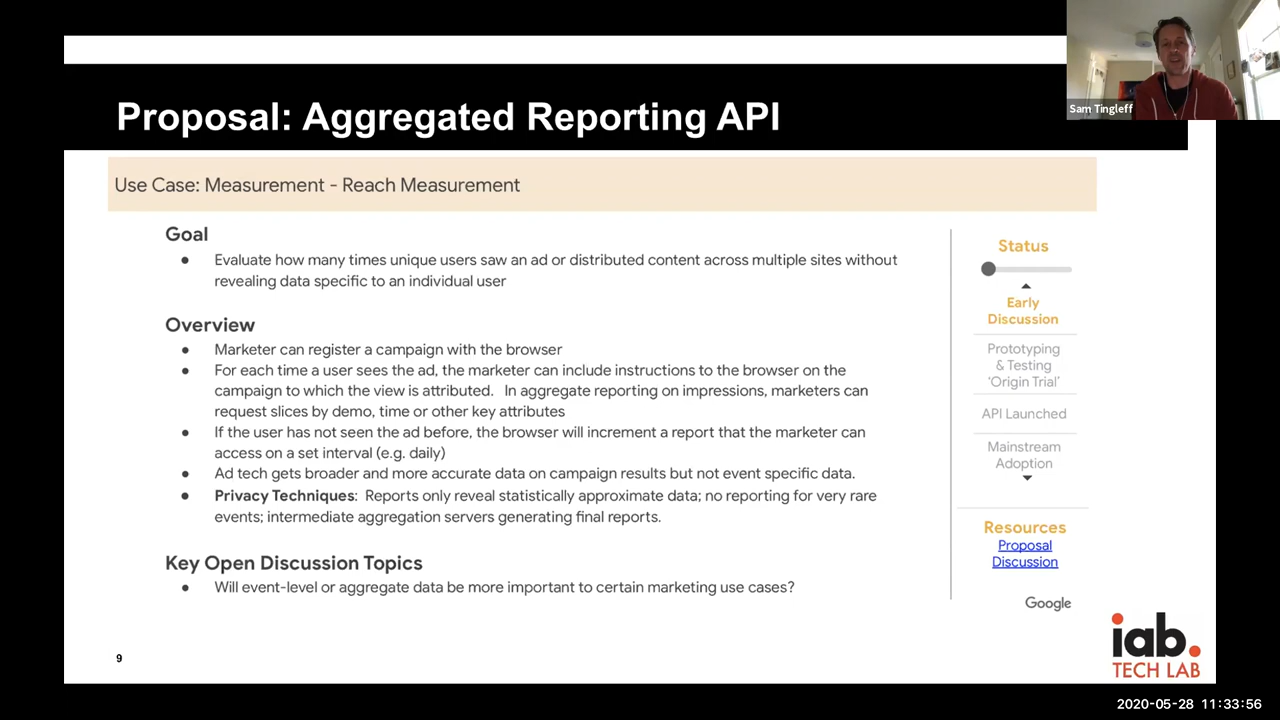 Sam Tingleff
Proposal: Aggregated Reporting API
Use Case: Measurement - Reach Measurement
Goal
● Evaluate how many times unique users saw an ad or distributed content across multiple sites without
revealing data specific to an individual user
Overview
● Marketer can register a campaign with the browser
● For each time a user sees the ad, the marketer can include instructions to the browser on the
campaign to which the view is attributed. In aggregate reporting on impressions, marketers can
request slices by demo, time or other key attributes
● If the user has not seen the ad before, the browser will increment a report that the marketer can
access on a set interval (e.g. daily)
● Ad tech gets broader and more accurate data on campaign results but not event specific data.
● Privacy Techniques: Reports only reveal statistically approximate data; no reporting for very rare
events; intermediate aggregation servers generating final reports.
Key Open Discussion Topics
● Will event-level or aggregate data be more important to certain marketing use cases?
Status
Early
Discussion
Prototyping
& Testing
‘Origin Trial’
API Launched
Mainstream
Adoption
Resources
Proposal
Discussion
Google
9
iab.
TECH LAB
2020-05-28 11:33:56